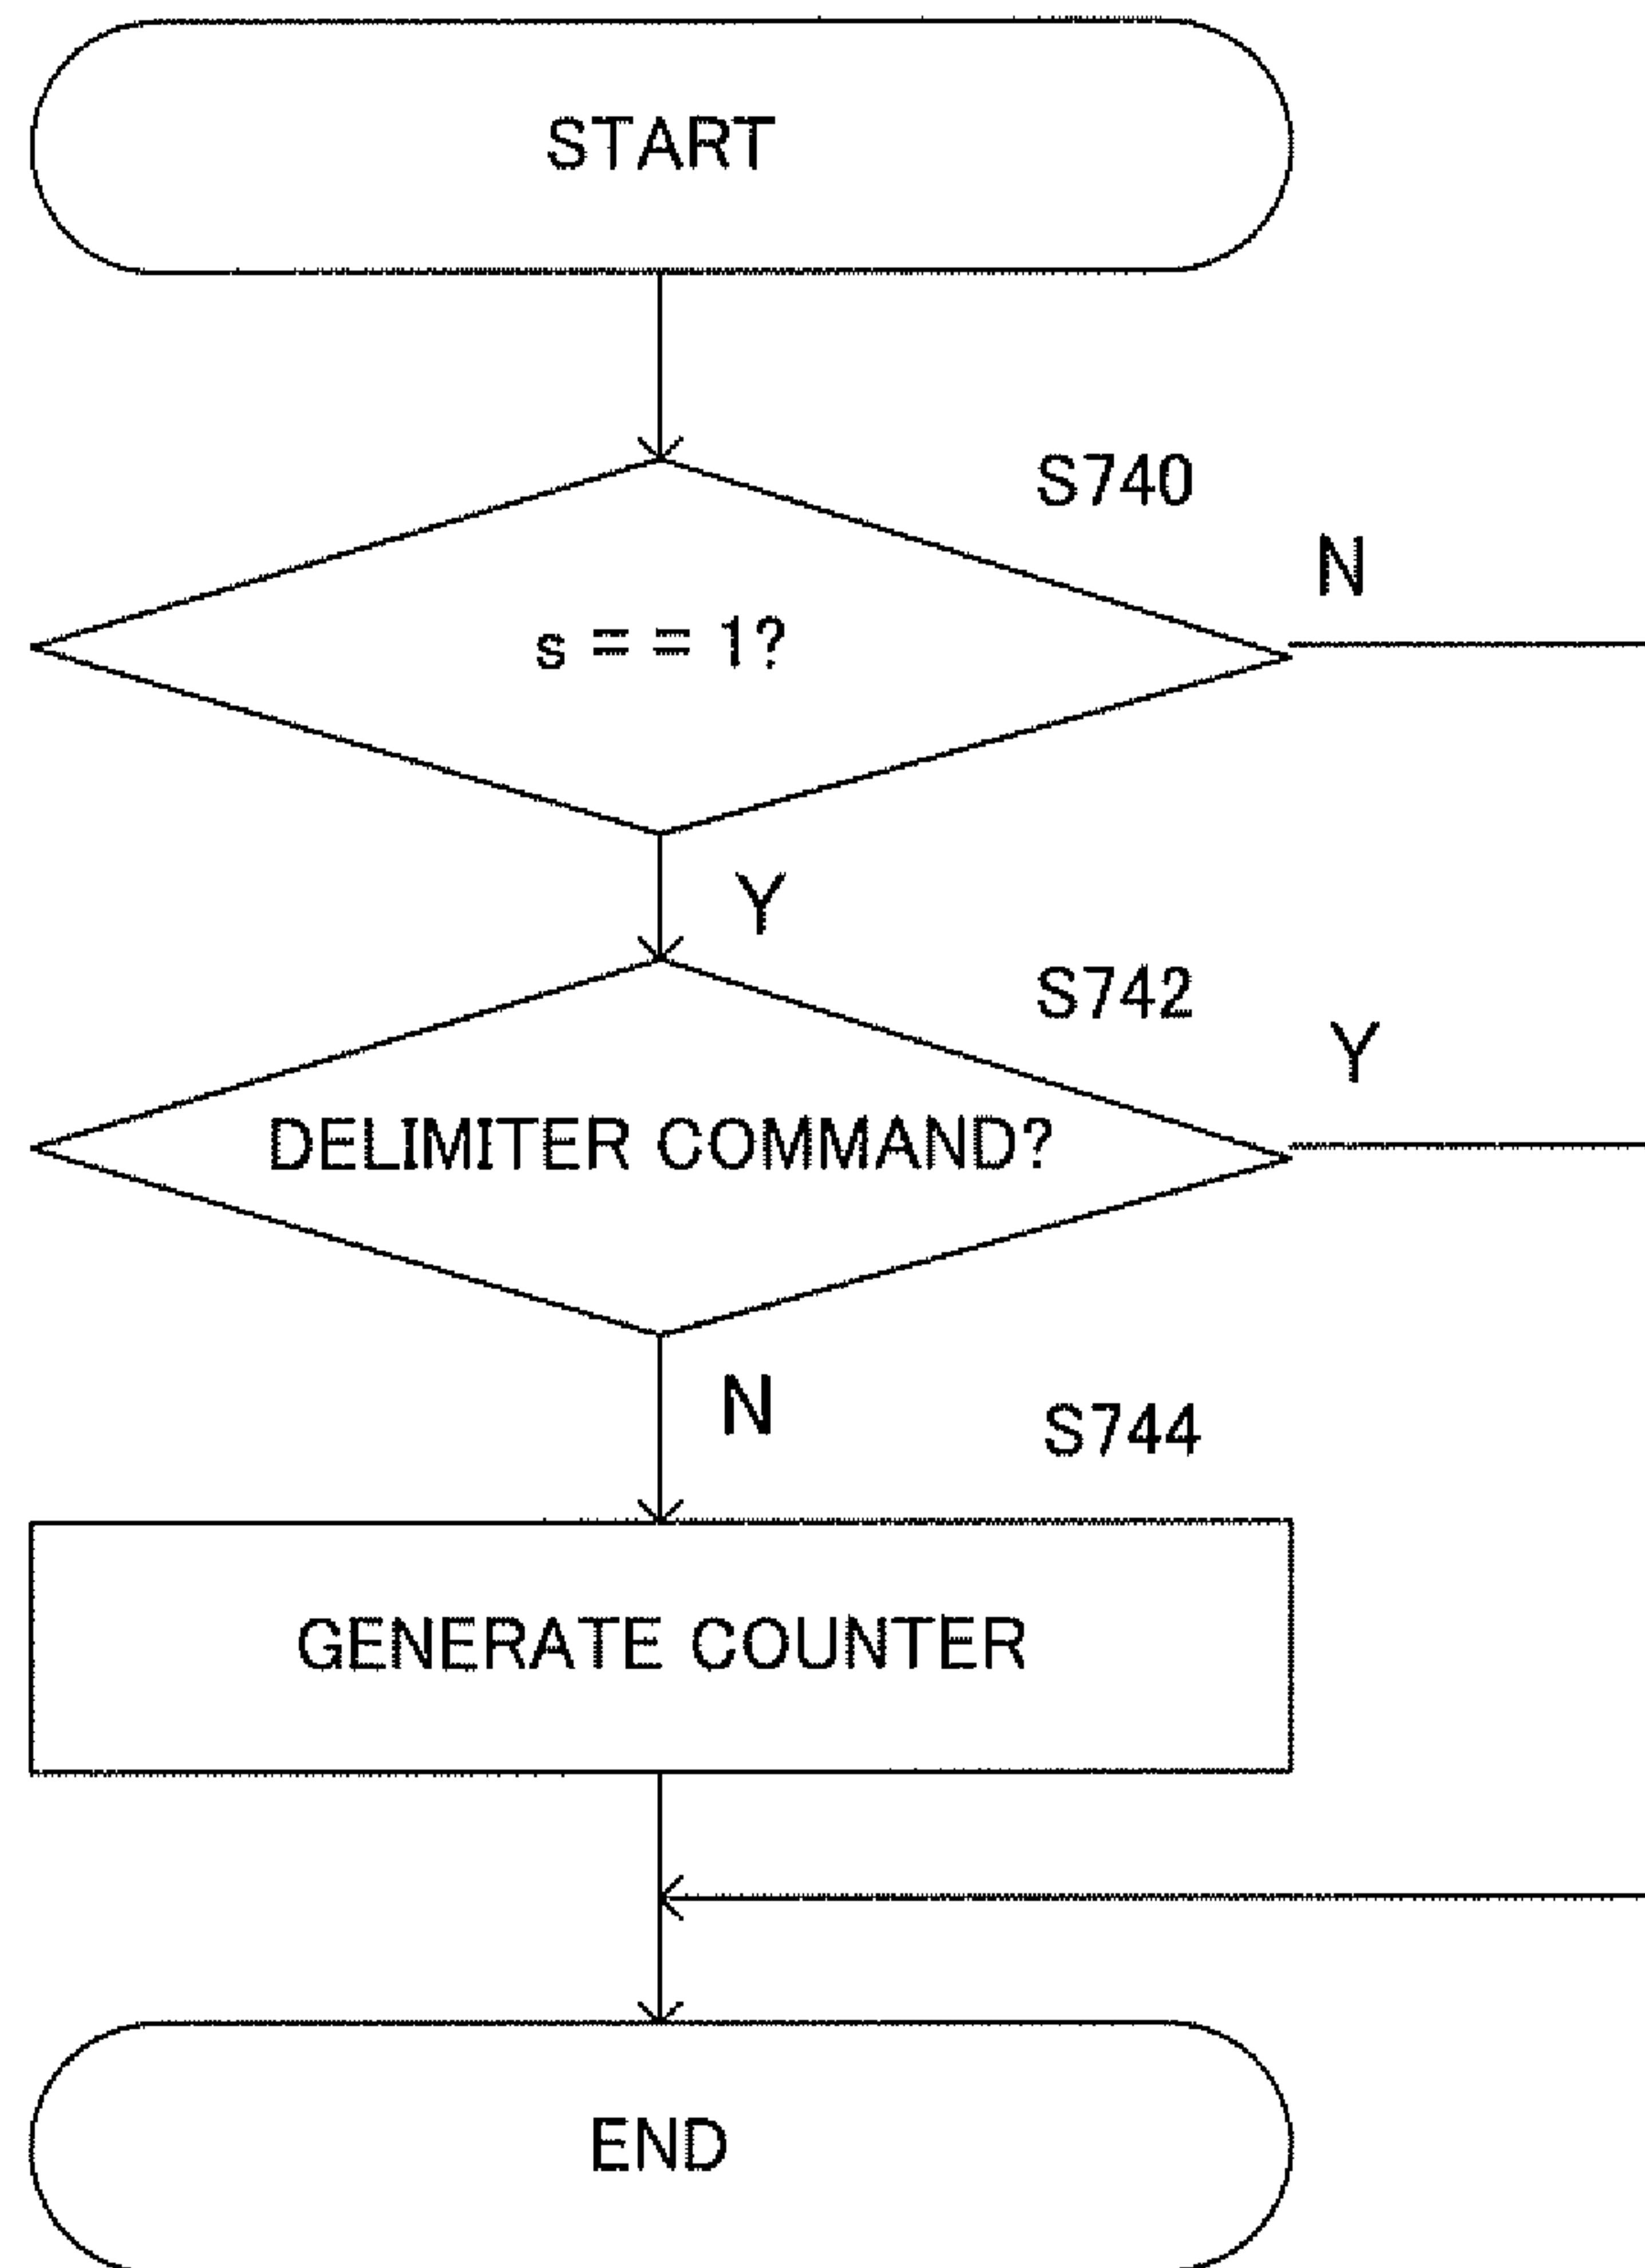 START
S740
N
s = = 1?
Y
S742
Y
DELIMITER COMMAND?
N
S744
GENERATE COUNTER
END